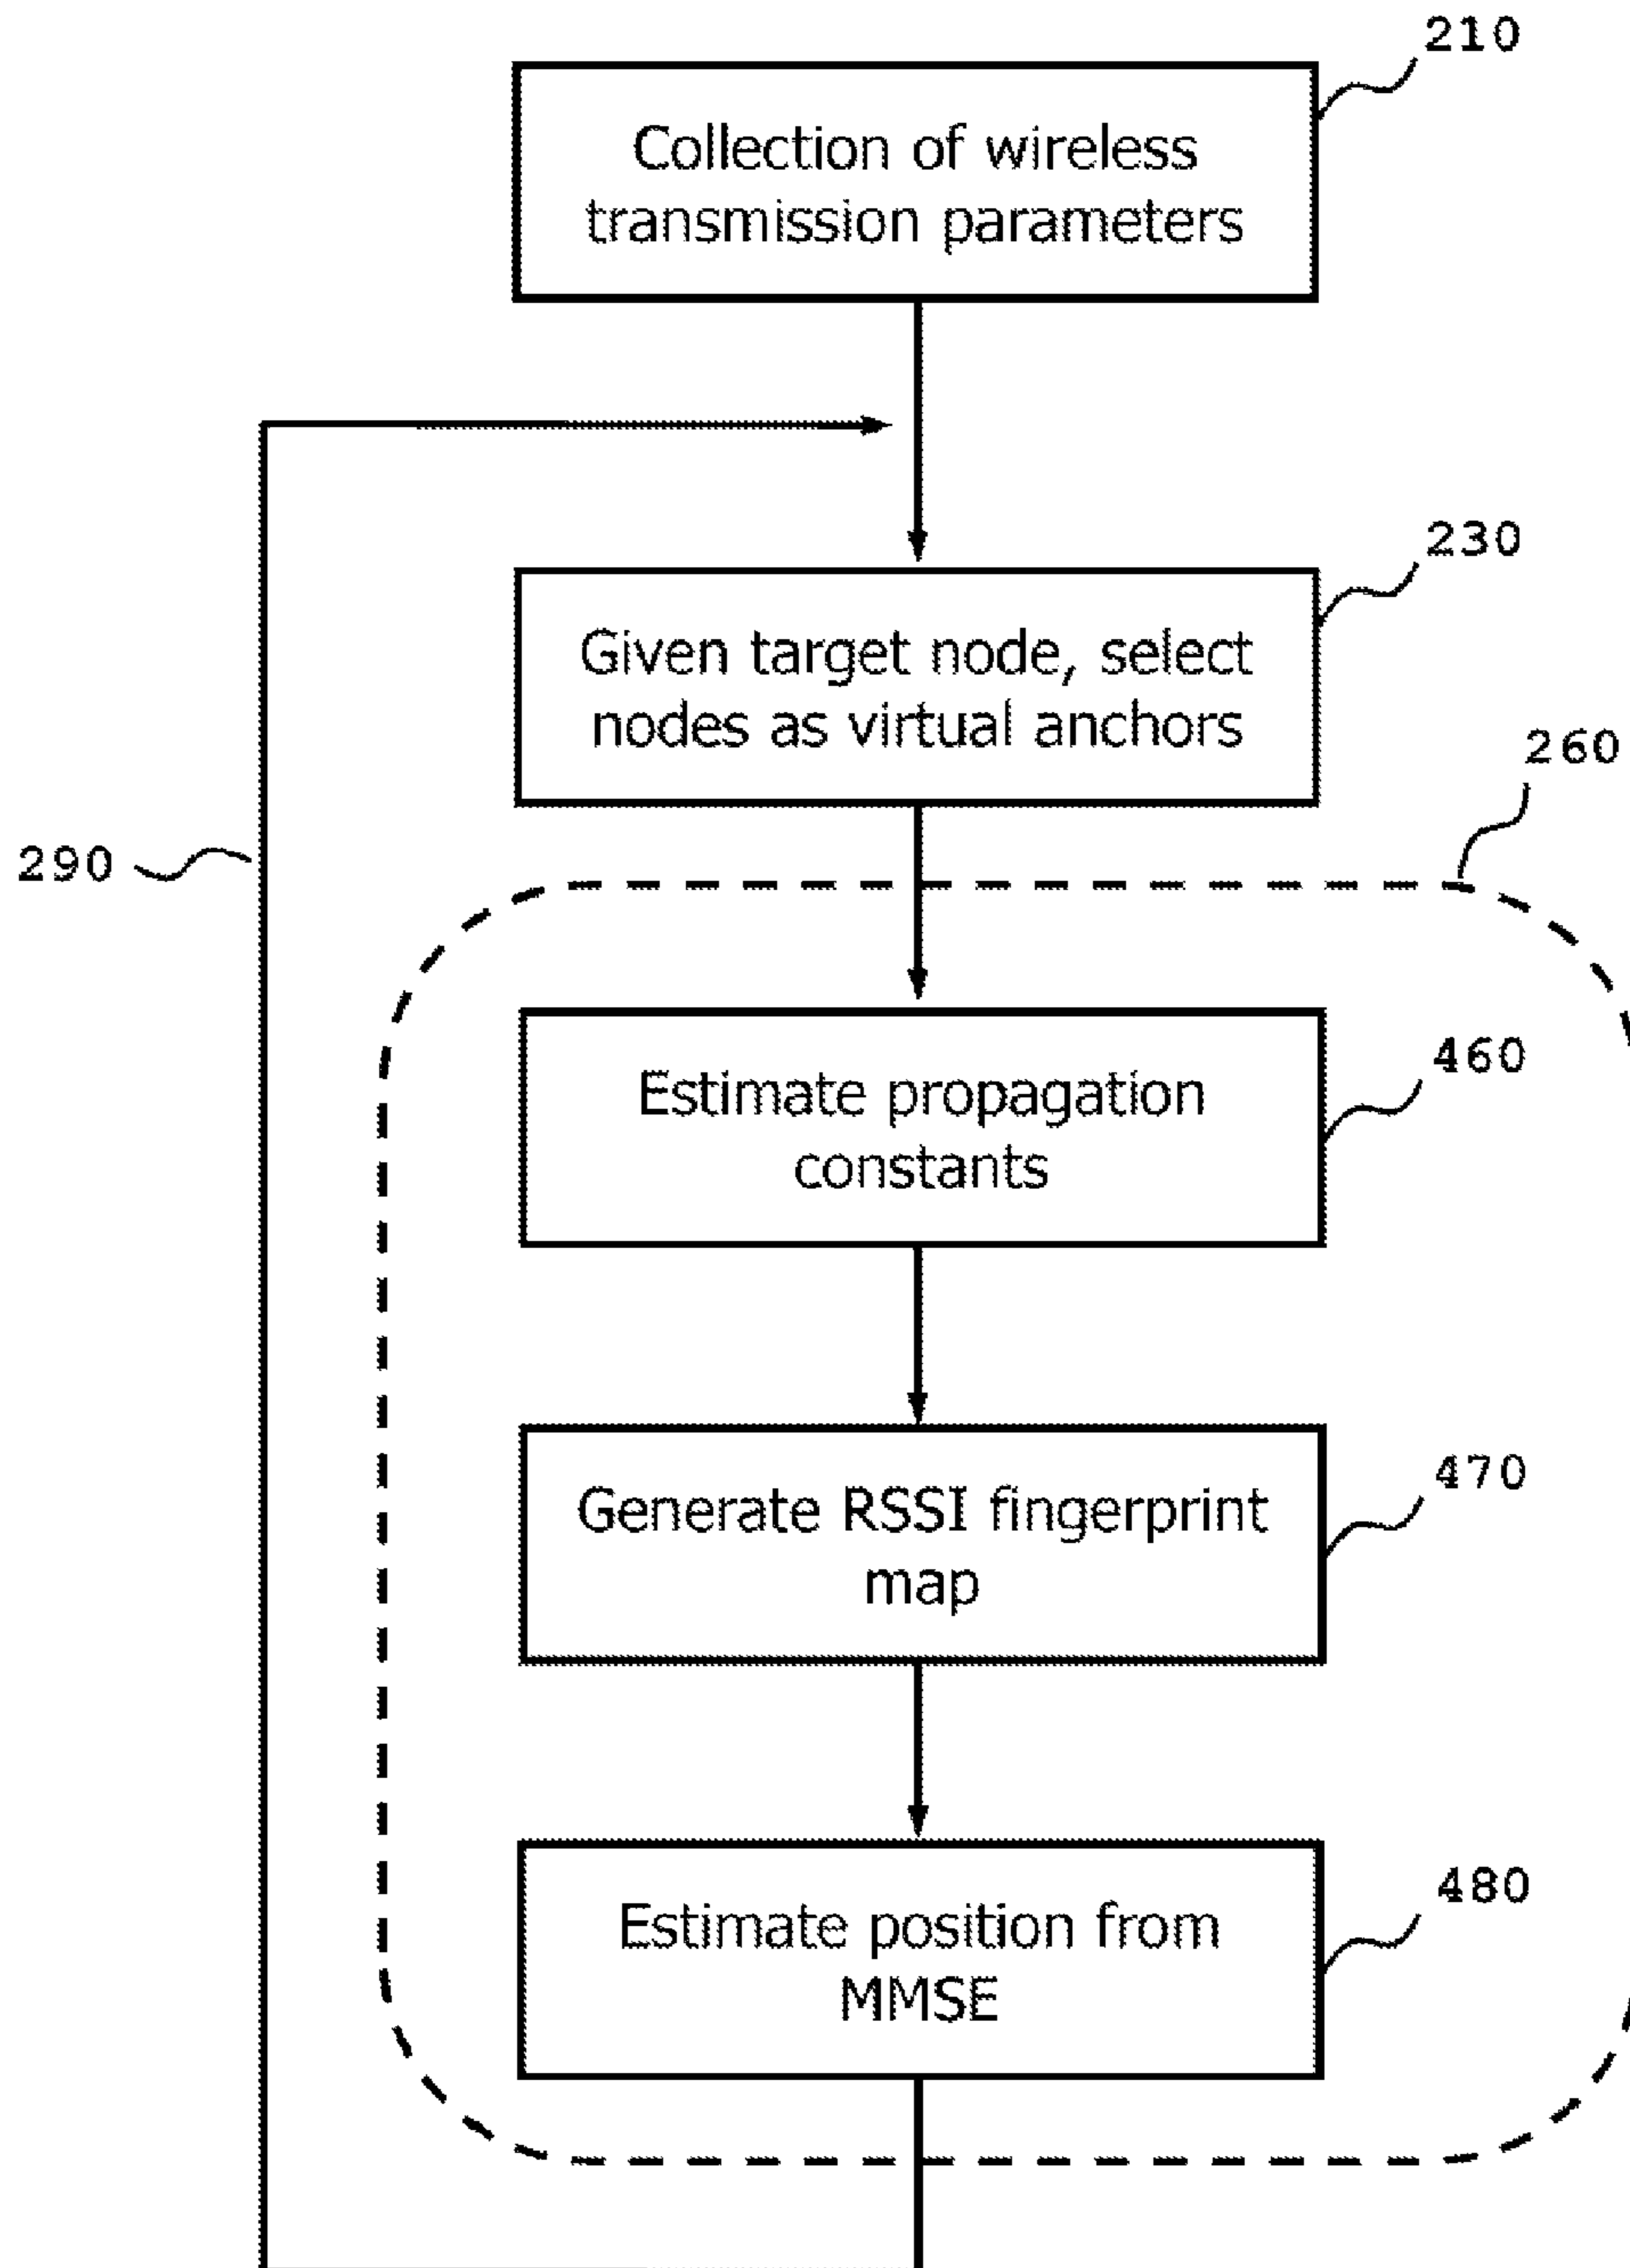 210
Collection of wireless
transmission parameters
230
Given target node, select
nodes as virtual anchors
260
290
460
Estimate propagation
constants
470
Generate RSSI fingerprint
map
480
Estimate position from
MMSE